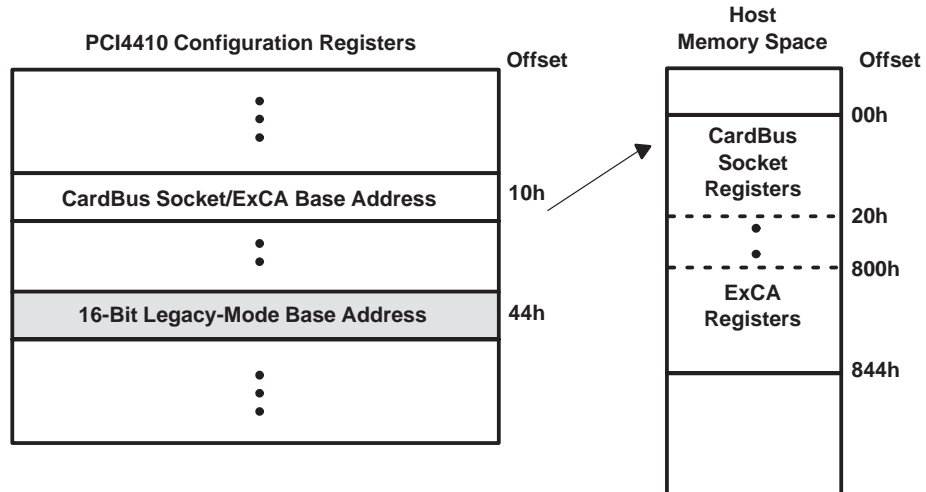 PCI4410 Configuration Registers
Offset
CardBus Socket/ExCA Base Address
10h
16-Bit Legacy-Mode Base Address
44h
Host
Memory Space
Offset
00h
CardBus
Socket
Registers
20h
800h
ExCA
Registers
844h